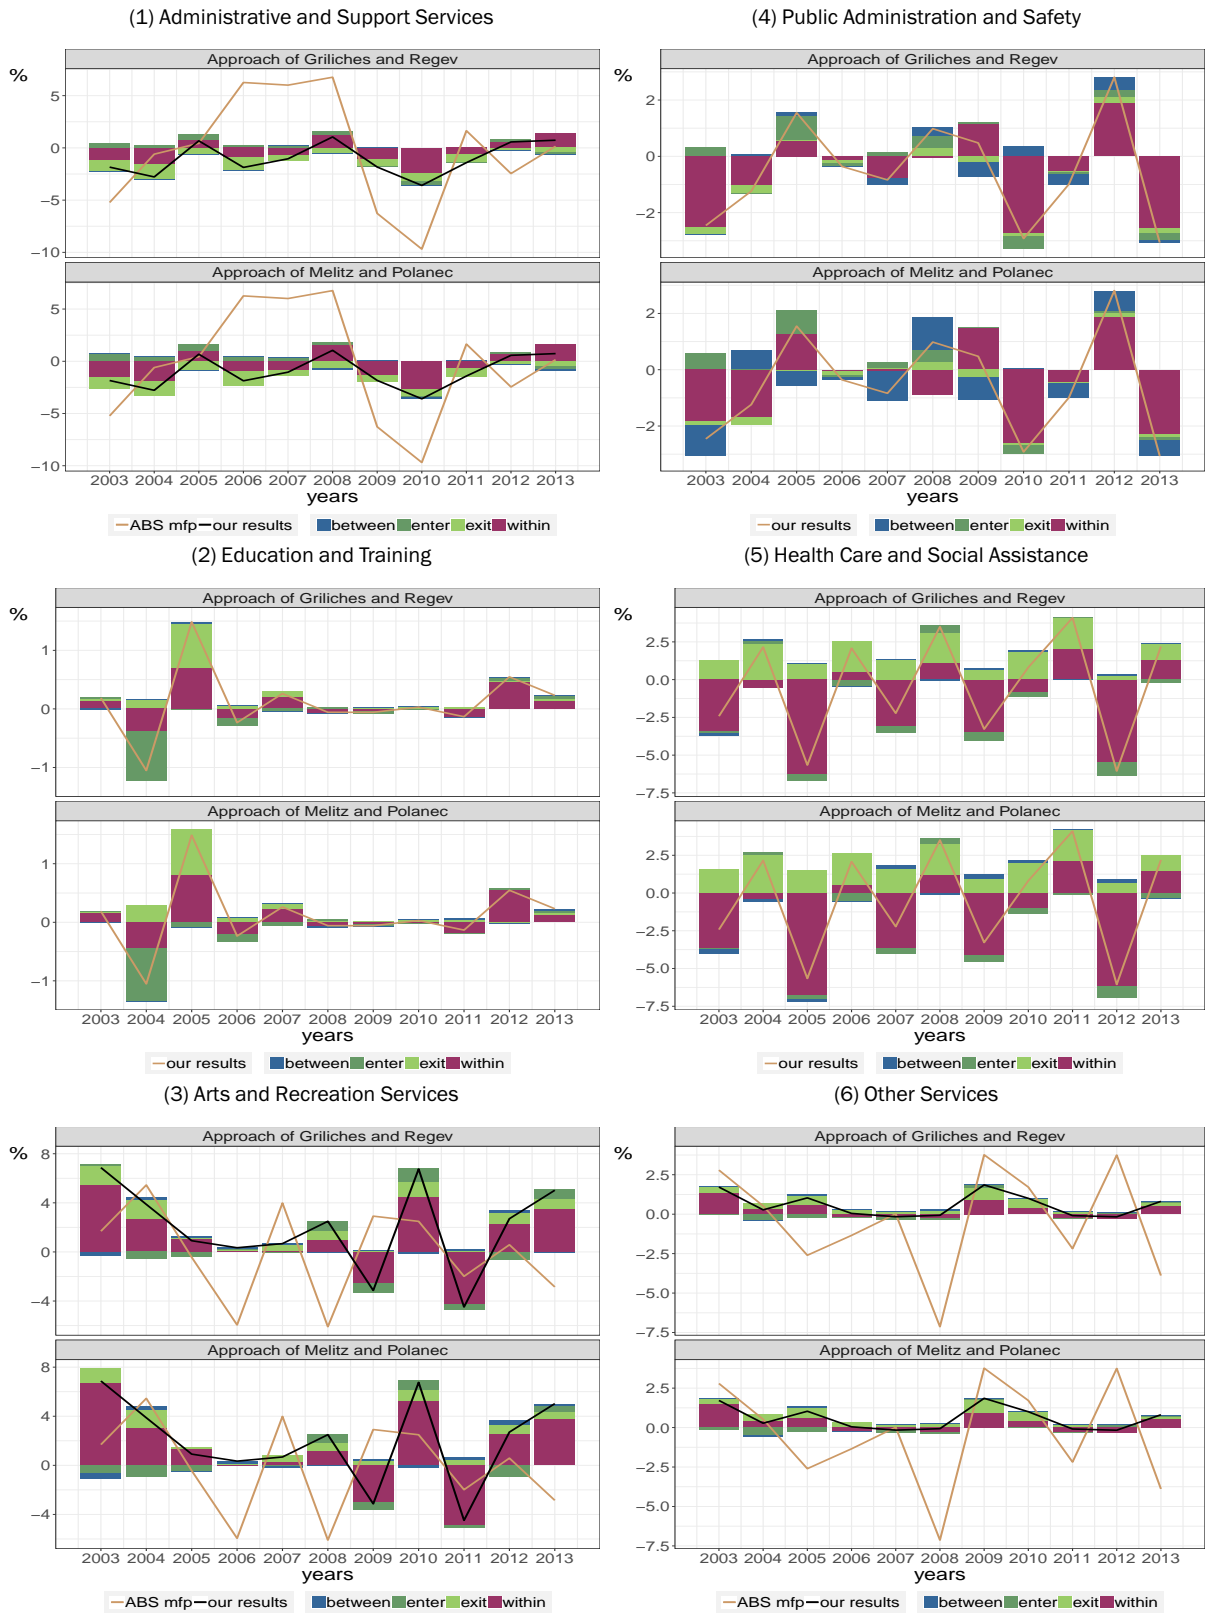 (1) Administrative and Support Services
%
Approach of Griliches and Regev
5
0
−5
−10
Approach of Melitz and Polanec
5
0
−5
−10
2003 2004 2005 2006 2007 2008 2009 2010 2011 2012 2013
years
ABS mfp our results between enter exit within
(4) Public Administration and Safety
%
Approach of Griliches and Regev
2
0
−2
Approach of Melitz and Polanec
2
0
−2
2003 2004 2005 2006 2007 2008 2009 2010 2011 2012 2013
years
our results between enter exit within
(2) Education and Training
%
Approach of Griliches and Regev
1
0
−1
Approach of Melitz and Polanec
1
0
−1
2003 2004 2005 2006 2007 2008 2009 2010 2011 2012 2013
years
our results between enter exit within
(5) Health Care and Social Assistance
%
Approach of Griliches and Regev
2.5
0.0
−2.5
−5.0
−7.5
Approach of Melitz and Polanec
2.5
0.0
−2.5
−5.0
−7.5
2003 2004 2005 2006 2007 2008 2009 2010 2011 2012 2013
years
our results between enter exit within
(3) Arts and Recreation Services
%
Approach of Griliches and Regev
8
4
0
−4
Approach of Melitz and Polanec
8
4
0
−4
2003 2004 2005 2006 2007 2008 2009 2010 2011 2012 2013
years
ABS mfp our results between enter exit within
(6) Other Services
%
Approach of Griliches and Regev
2.5
0.0
−2.5
−5.0
−7.5
Approach of Melitz and Polanec
2.5
0.0
−2.5
−5.0
−7.5
2003 2004 2005 2006 2007 2008 2009 2010 2011 2012 2013
years
ABS mfp our results between enter exit within